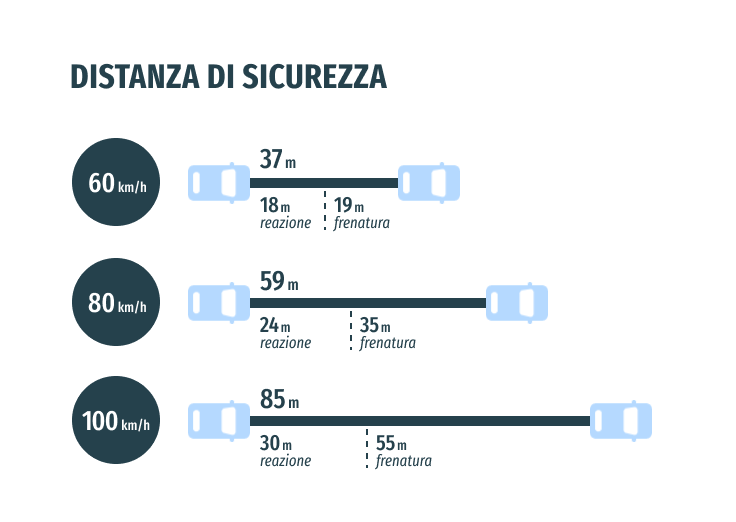 DISTANZA DI SICUREZZA
60 km/h
37 m
18 m
19 m
reazione
frenatura
80 km/h
59 m
24 m
35 m
reazione
frenatura
100 km/h
85 m
30 m
55 m
reazione
frenatura